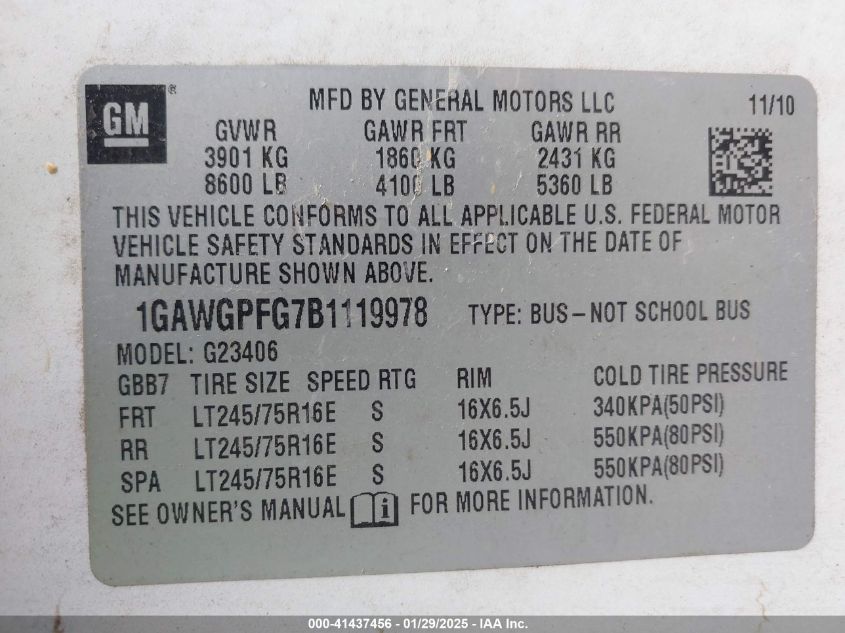 GM®
MFD BY GENERAL MOTORS LLC 11/10
GVWR GAWR FRT GAWR RR
3901 KG 1860 KG 2431 KG
8600 LB 4100 LB 5360 LB
THIS VEHICLE CONFORMS TO ALL APPLICABLE U.S. FEDERAL MOTOR
VEHICLE SAFETY STANDARDS IN EFFECT ON THE DATE OF
MANUFACTURE SHOWN ABOVE.
1GAWGPFG7B1119978 TYPE: BUS–NOT SCHOOL BUS
MODEL: G23406
GBB7 TIRE SIZE SPEED RTG RIM COLD TIRE PRESSURE
FRT LT245/75R16E S 16X6.5J 340KPA(50PSI)
RR LT245/75R16E S 16X6.5J 550KPA(80PSI)
SPA LT245/75R16E S 16X6.5J 550KPA(80PSI)
SEE OWNER'S MANUAL i FOR MORE INFORMATION.
000-41437456 - 01/29/2025 - IAA Inc.